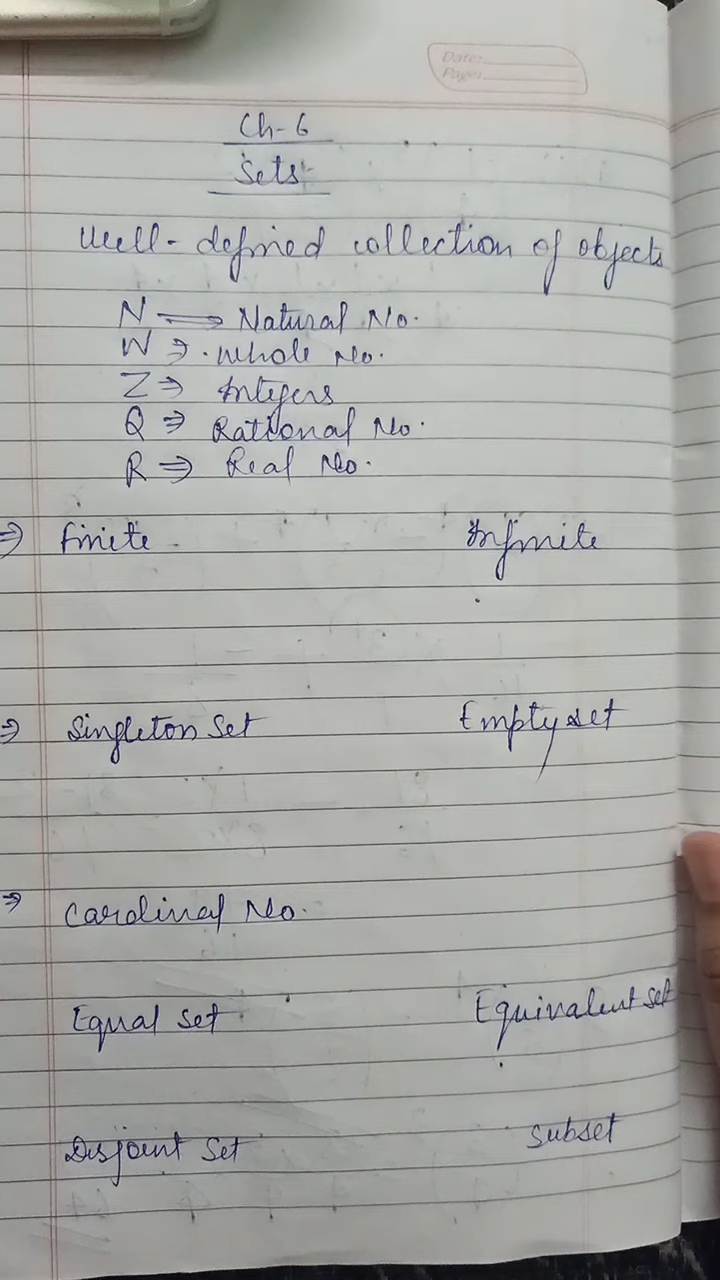 Date:
Page:
Ch-6
Sets
Well-defined collection of objects
N ⟹ Natural No.
W ⇒ Whole No.
Z ⇒ Integers
Q ⇒ Rational No.
R ⇒ Real No.
⇒ Finite Infinite
⇒ Singleton Set Empty set
⇒ Cardinal No.
Equal Set Equivalent Set
Disjoint Set Subset